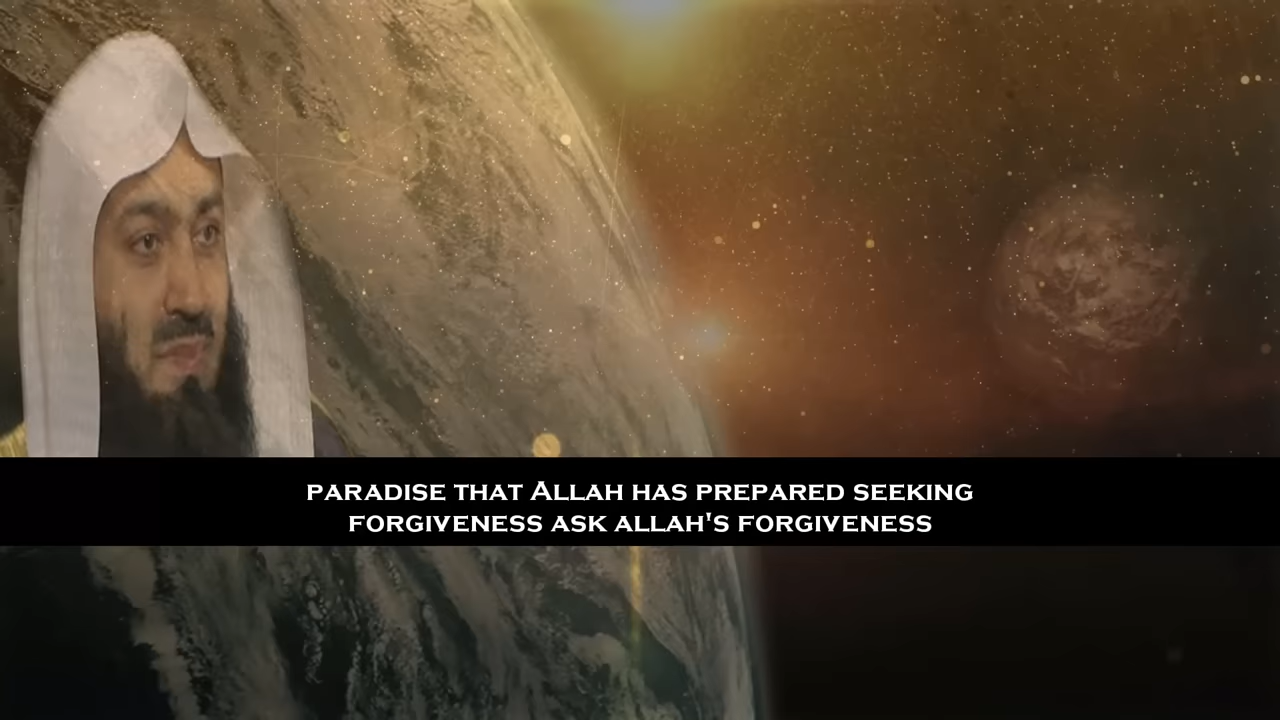 PARADISE THAT ALLAH HAS PREPARED SEEKING
FORGIVENESS ASK ALLAH'S FORGIVENESS